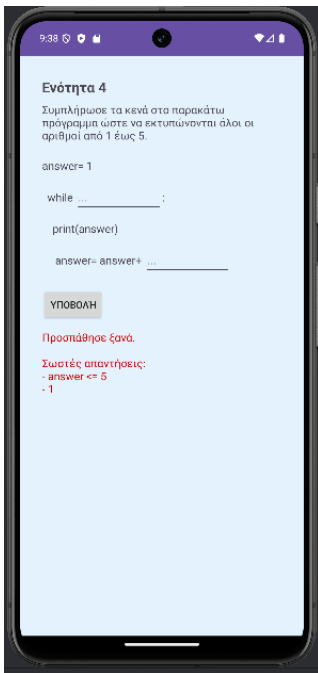 9:38
Ενότητα 4
Συμπλήρωσε τα κενά στο παρακάτω
πρόγραμμα ώστε να εκτυπώνονται όλοι οι
αριθμοί από 1 έως 5.
answer= 1
while ... :
print(answer)
answer= answer+ ...
ΥΠΟΒΟΛΗ
Προσπάθησε ξανά.
Σωστές απαντήσεις:
- answer <= 5
- 1